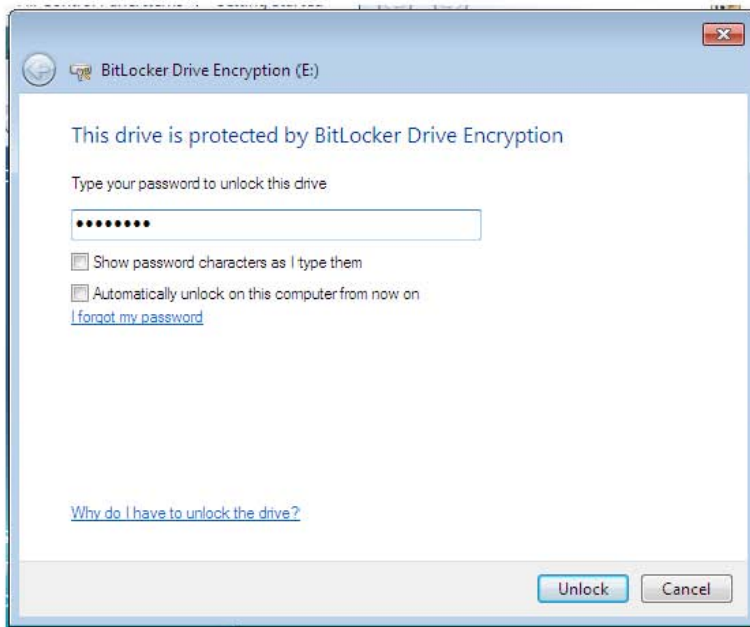 BitLocker Drive Encryption (E:)
This drive is protected by BitLocker Drive Encryption
Type your password to unlock this drive
••••••••
Show password characters as I type them
Automatically unlock on this computer from now on
I forgot my password
Why do I have to unlock the drive?
Unlock
Cancel